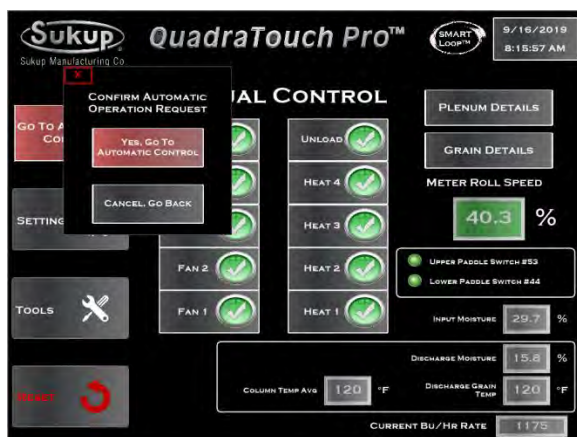 Sukup
Sukup Manufacturing Co
QuadraTouch Pro™
SMART
LOOP™
9/16/2019
8:15:57 AM
X
CONFIRM AUTOMATIC
OPERATION REQUEST
YES, GO TO
AUTOMATIC CONTROL
CANCEL, GO BACK
UAL CONTROL
GO TO A
CO
SETTING
TOOLS
RESET
FAN 2
FAN 1
UNLOAD
HEAT 4
HEAT 3
HEAT 2
HEAT 1
PLENUM DETAILS
GRAIN DETAILS
METER ROLL SPEED
40.3 %
UPPER PADDLE SWITCH #53
LOWER PADDLE SWITCH #44
INPUT MOISTURE 29.7 %
DISCHARGE MOISTURE 15.8 %
COLUMN TEMP AVG 120 °F
DISCHARGE GRAIN
TEMP 120 °F
CURRENT BU/HR RATE 1175